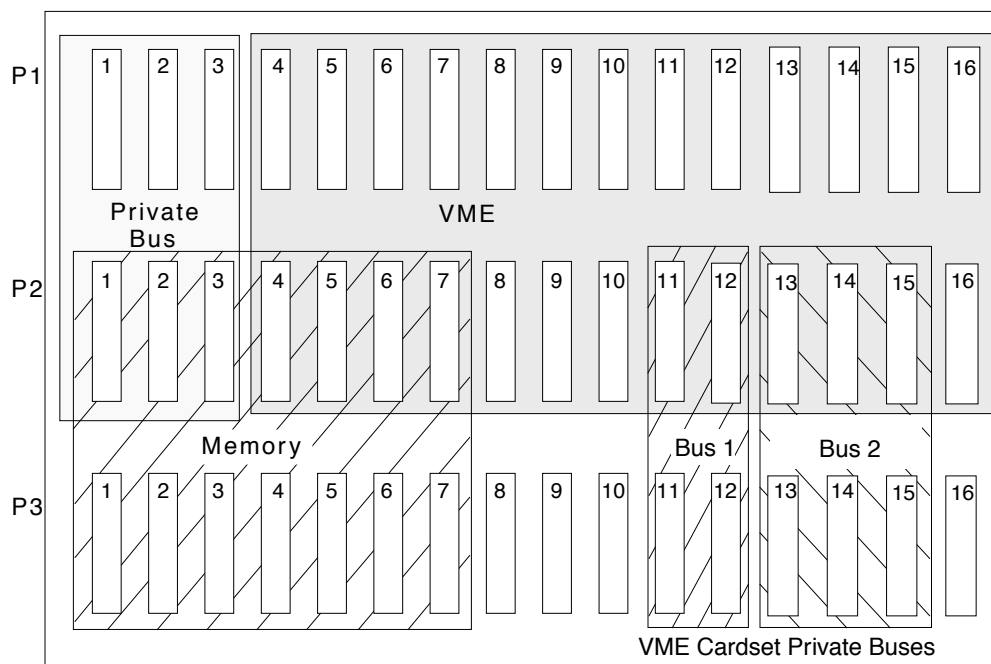 P1
1 2 3 4 5 6 7 8 9 10 11 12 13 14 15 16
Private
Bus
VME
P2
1 2 3 4 5 6 7 8 9 10 11 12 13 14 15 16
Memory
Bus 1
Bus 2
P3
1 2 3 4 5 6 7 8 9 10 11 12 13 14 15 16
VME Cardset Private Buses